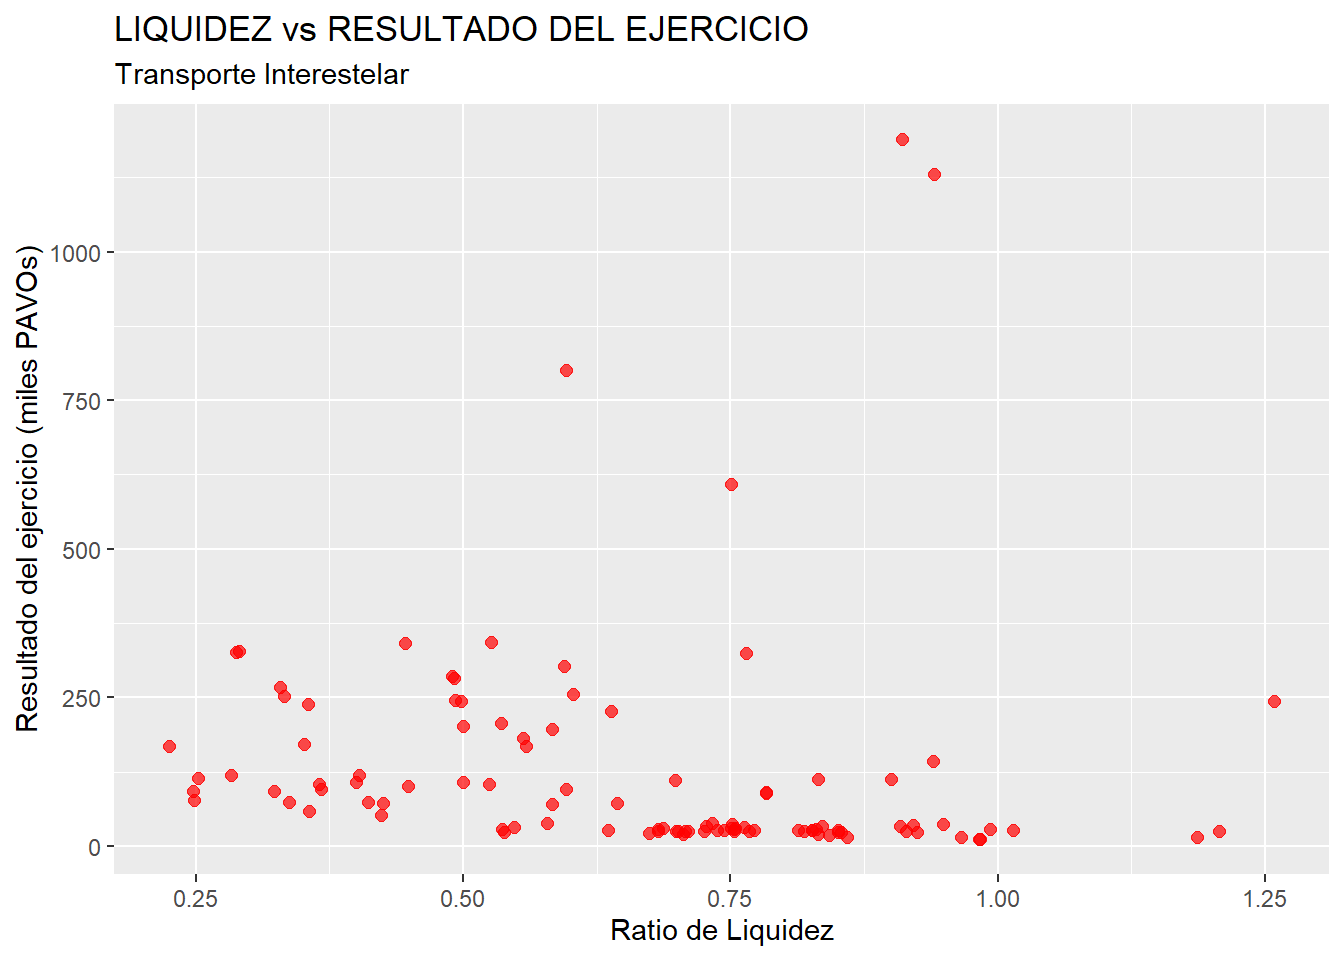 LIQUIDEZ vs RESULTADO DEL EJERCICIO
Transporte Interestelar
Resultado del ejercicio (miles PAVOs)
1000
750
500
250
0
0.25 0.50 0.75 1.00 1.25
Ratio de Liquidez